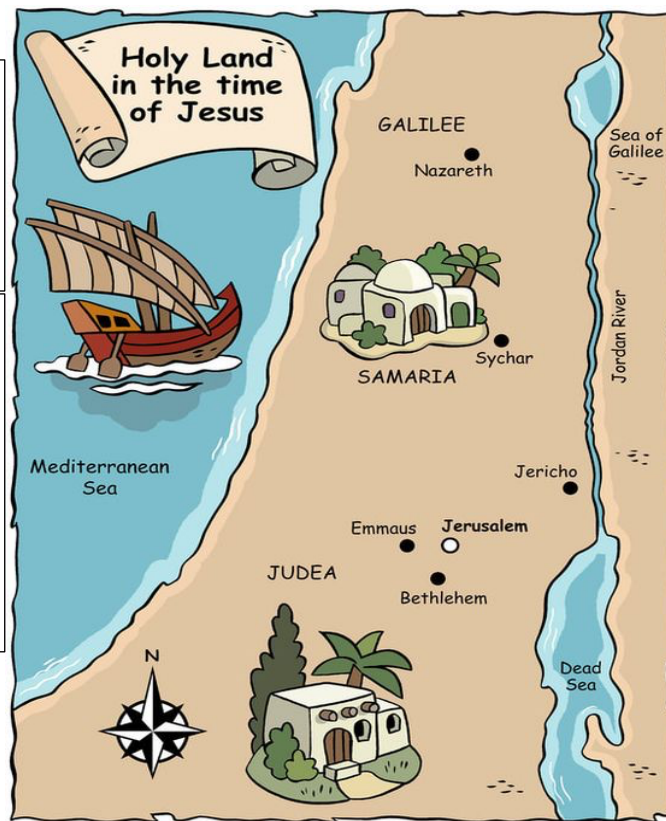 Holy Land
in the time
of Jesus
GALILEE
Nazareth
Sea of
Galilee
Jordan River
Sychar
SAMARIA
Mediterranean
Sea
Jericho
Emmaus
Jerusalem
JUDEA
Bethlehem
N
Dead
Sea